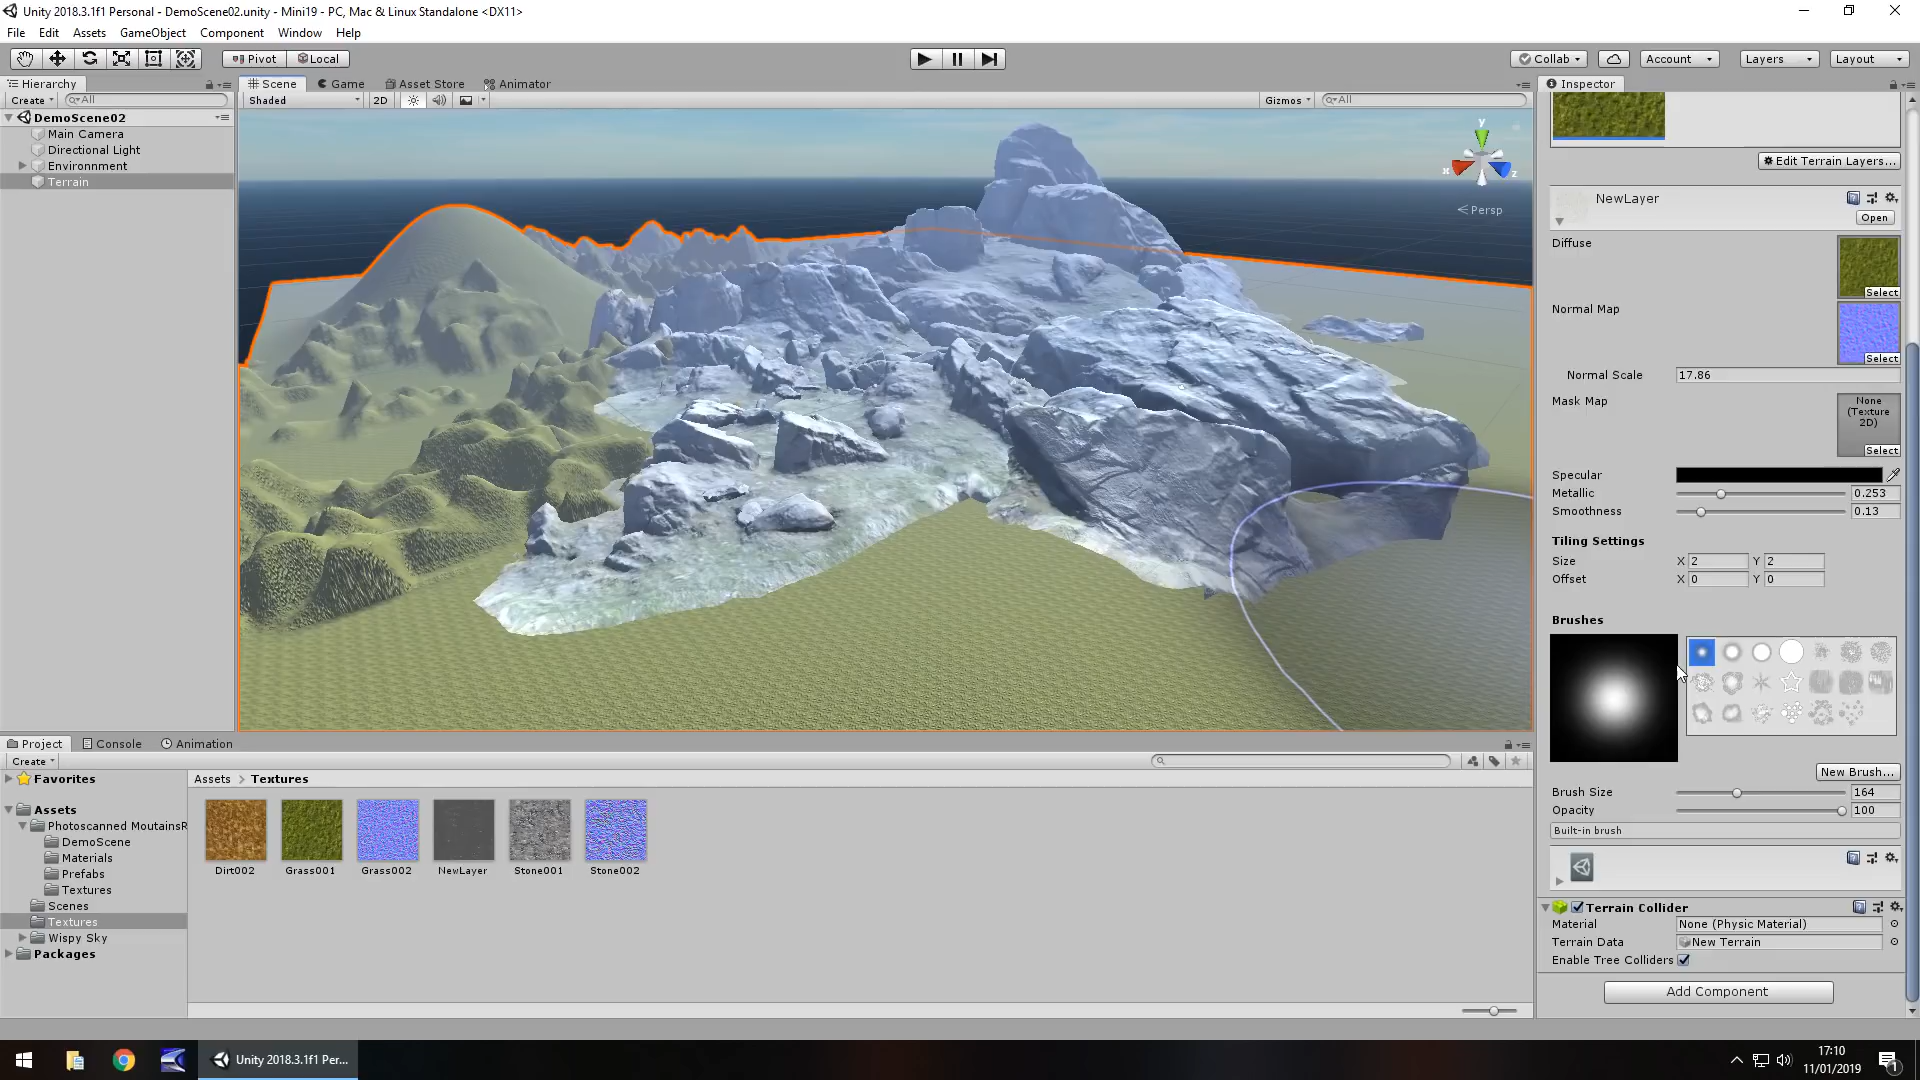 Unity 2018.3.1f1 Personal - DemoScene02.unity - Mini19 - PC, Mac & Linux Standalone <DX11>
File Edit Assets GameObject Component Window Help
Pivot Local Collab Account Layers Layout
Hierarchy
Create All
DemoScene02
Main Camera
Directional Light
Environnment
Terrain
Scene Game Asset Store Animator
Shaded 2D Gizmos All
y
x z
Persp
Inspector
Edit Terrain Layers...
NewLayer
Open
Diffuse
Select
Normal Map
Select
Normal Scale 17.86
Mask Map
None
(Texture
2D)
Select
Specular
Metallic 0.253
Smoothness 0.13
Tiling Settings
Size X 2 Y 2
Offset X 0 Y 0
Brushes
New Brush...
Brush Size 164
Opacity 100
Built-in brush
Terrain Collider
Material None (Physic Material)
Terrain Data New Terrain
Enable Tree Colliders
Add Component
Project Console Animation
Create
Favorites
Assets
Photoscanned MoutainsR
DemoScene
Materials
Prefabs
Textures
Scenes
Textures
Wispy Sky
Packages
Assets > Textures
Dirt002 Grass001 Grass002 NewLayer Stone001 Stone002
Unity 2018.3.1f1 Per...
17:10
11/01/2019
1